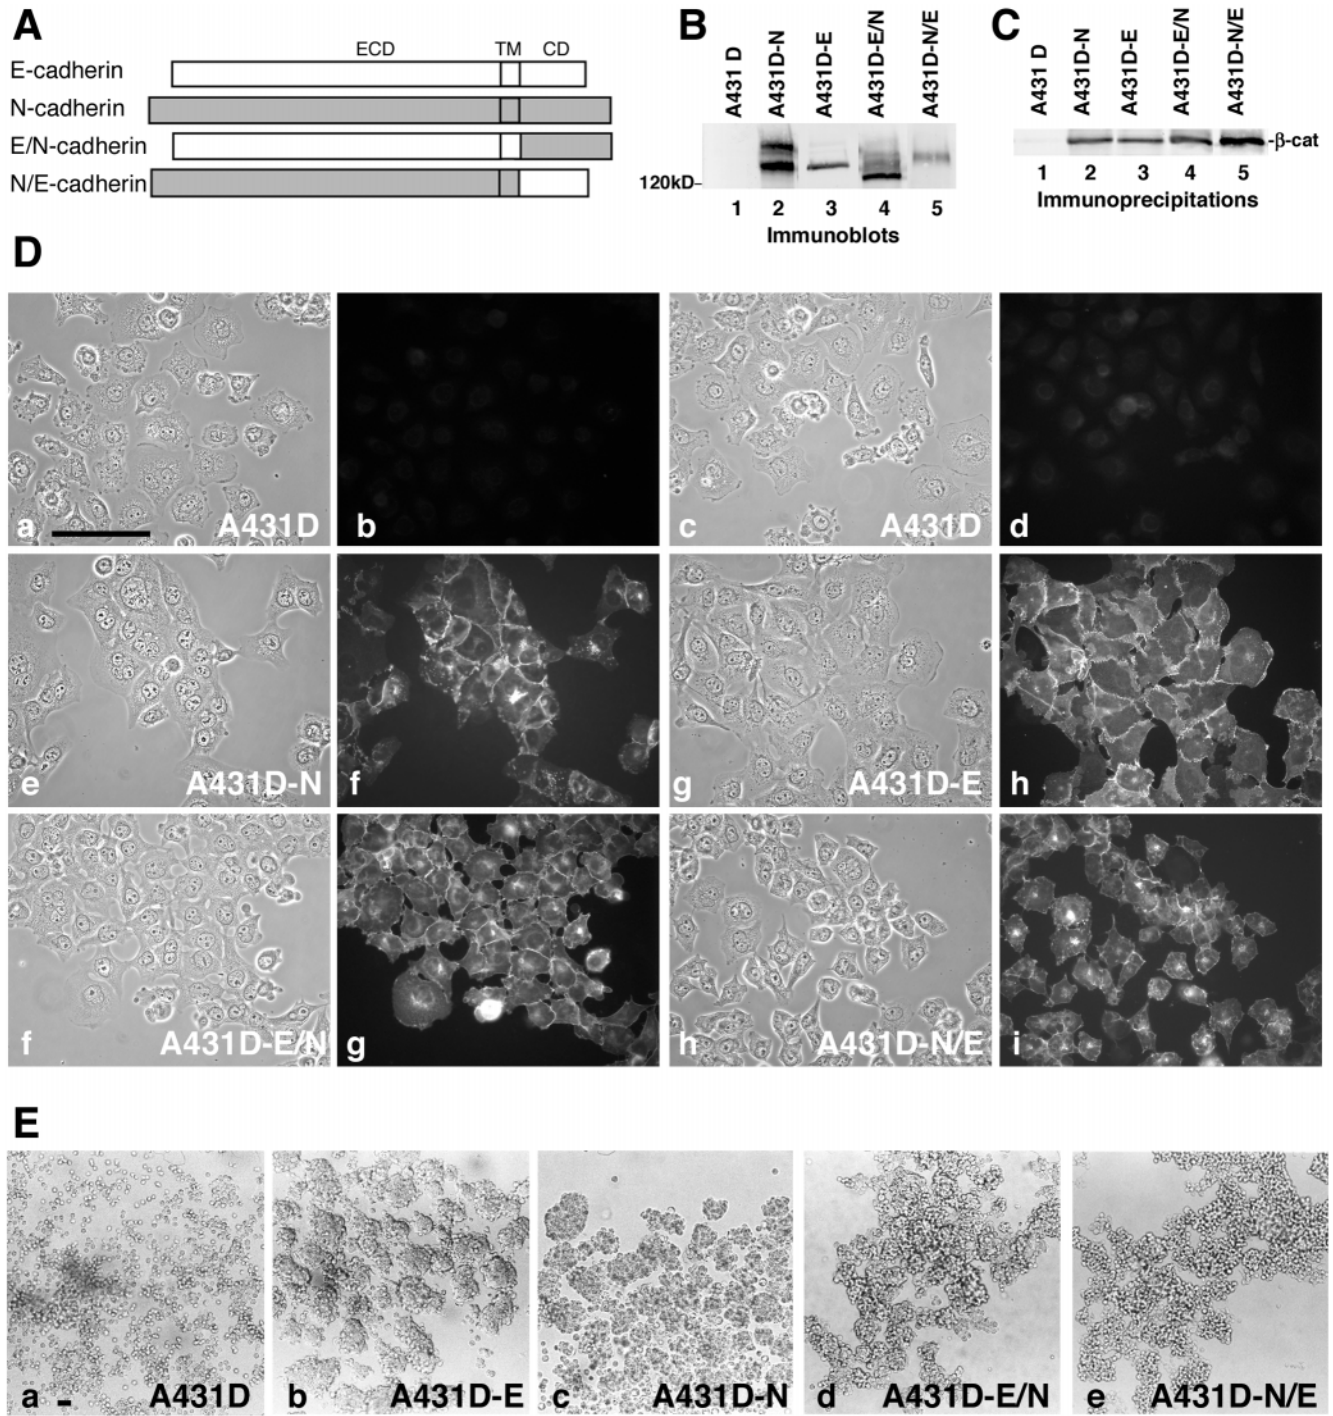 A
ECD TM CD
E-cadherin
N-cadherin
E/N-cadherin
N/E-cadherin
B
A431 D
A431D-N
A431D-E
A431D-E/N
A431D-N/E
120kD-
1 2 3 4 5
Immunoblots
C
A431 D
A431D-N
A431D-E
A431D-E/N
A431D-N/E
-β-cat
1 2 3 4 5
Immunoprecipitations
D
a A431D b c A431D d
e A431D-N f g A431D-E h
f A431D-E/N g h A431D-N/E i
E
a A431D b A431D-E c A431D-N d A431D-E/N e A431D-N/E